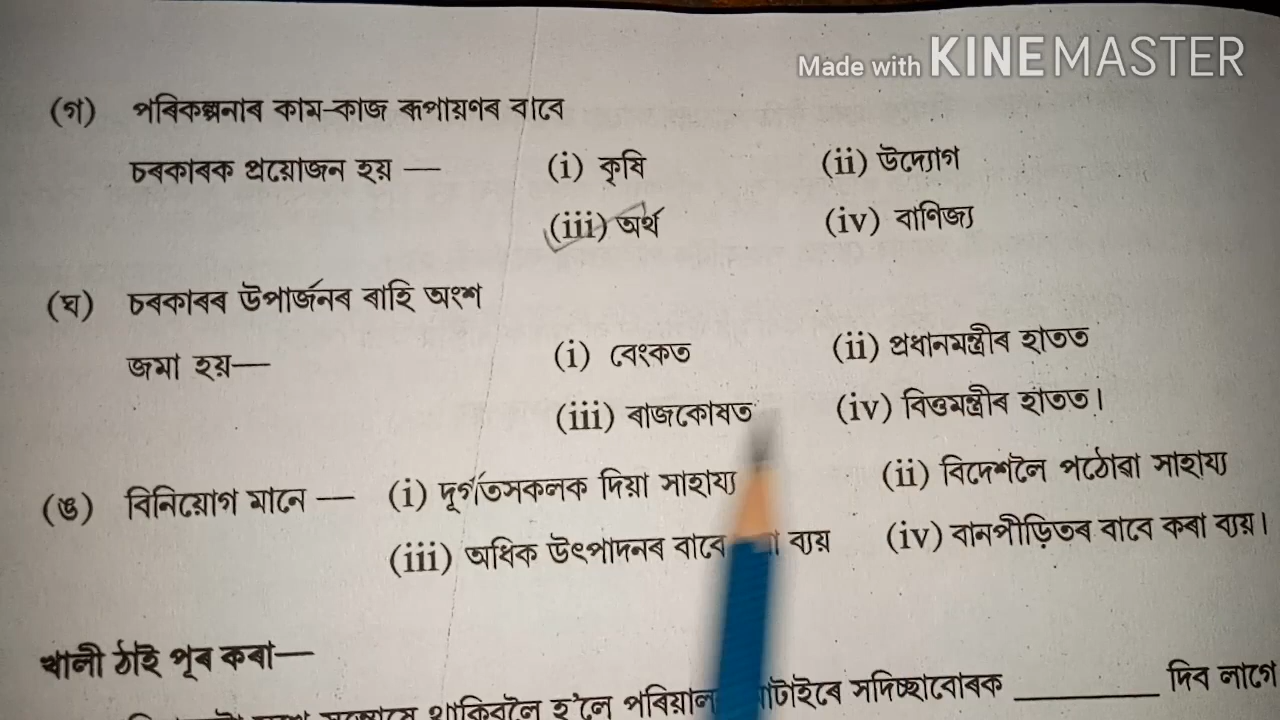 Made with KINEMASTER
(গ) পৰিকল্পনাৰ কাম-কাজ ৰূপায়ণৰ বাবে
চৰকাৰক প্ৰয়োজন হয় — (i) কৃষি (ii) উদ্যোগ
(iii) অৰ্থ (iv) বাণিজ্য
(ঘ) চৰকাৰৰ উপাৰ্জনৰ ৰাহি অংশ
জমা হয়— (i) বেংকত (ii) প্ৰধানমন্ত্ৰীৰ হাতত
(iii) ৰাজকোষত (iv) বিত্তমন্ত্ৰীৰ হাতত।
(ঙ) বিনিয়োগ মানে — (i) দূৰ্গতসকলক দিয়া সাহায্য (ii) বিদেশলৈ পঠোৱা সাহায্য
(iii) অধিক উৎপাদনৰ বাবে ব্যয় (iv) বানপীড়িতৰ বাবে কৰা ব্যয়।
খালী ঠাই পূৰ কৰা—
থাকিবলৈ হ'লে পৰিয়াল সদিচ্ছাবোৰক ________ দিব লাগে